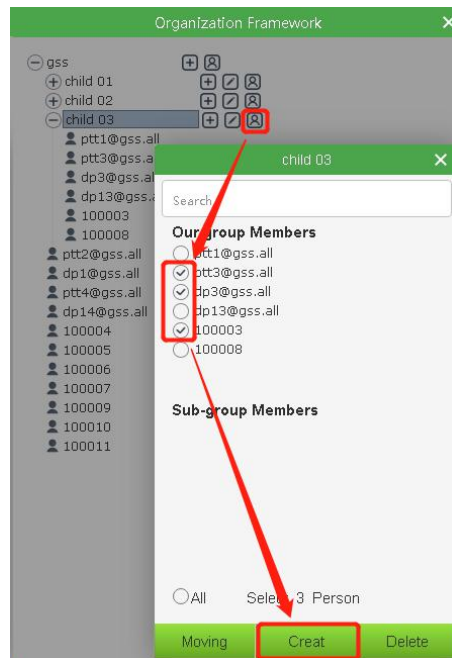 Organization Framework
gss
child 01
child 02
child 03
ptt1@gss.all
ptt3@gss.a
dp3@gss.al
dp13@gss.
100003
100008
ptt2@gss.all
dp1@gss.all
ptt4@gss.all
dp14@gss.all
100004
100005
100006
100007
100009
100010
100011
child 03
Search
Our group Members
ptt1@gss.all
ptt3@gss.all
dp3@gss.all
dp13@gss.all
100003
100008
Sub-group Members
All Select 3 Person
Moving Creat Delete